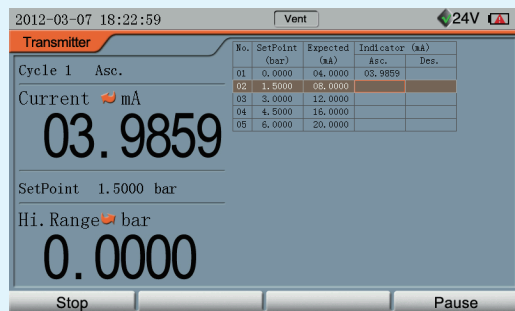 2012-03-07 18:22:59 Vent 24V
Transmitter
Cycle 1 Asc.
Current mA
03.9859
SetPoint 1.5000 bar
Hi.Range bar
0.0000
No. SetPoint Expected Indicator (mA)
(bar) (mA) Asc. Des.
01 0.0000 04.0000 03.9859
02 1.5000 08.0000
03 3.0000 12.0000
04 4.5000 16.0000
05 6.0000 20.0000
Stop Pause